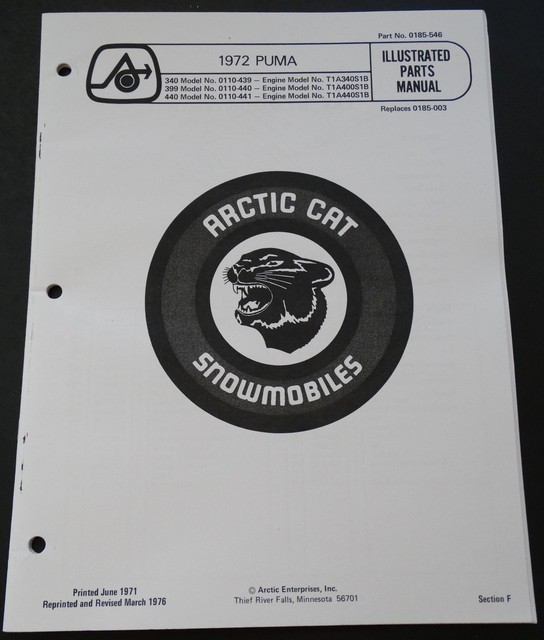 Part No. 0185-546
1972 PUMA
340 Model No. 0110-439 — Engine Model No. T1A340S1B
399 Model No. 0110-440 — Engine Model No. T1A400S1B
440 Model No. 0110-441 — Engine Model No. T1A440S1B
ILLUSTRATED
PARTS
MANUAL
Replaces 0185-003
ARCTIC CAT
SNOWMOBILES
Printed June 1971
Reprinted and Revised March 1976
© Arctic Enterprises, Inc.
Thief River Falls, Minnesota 56701
Section F